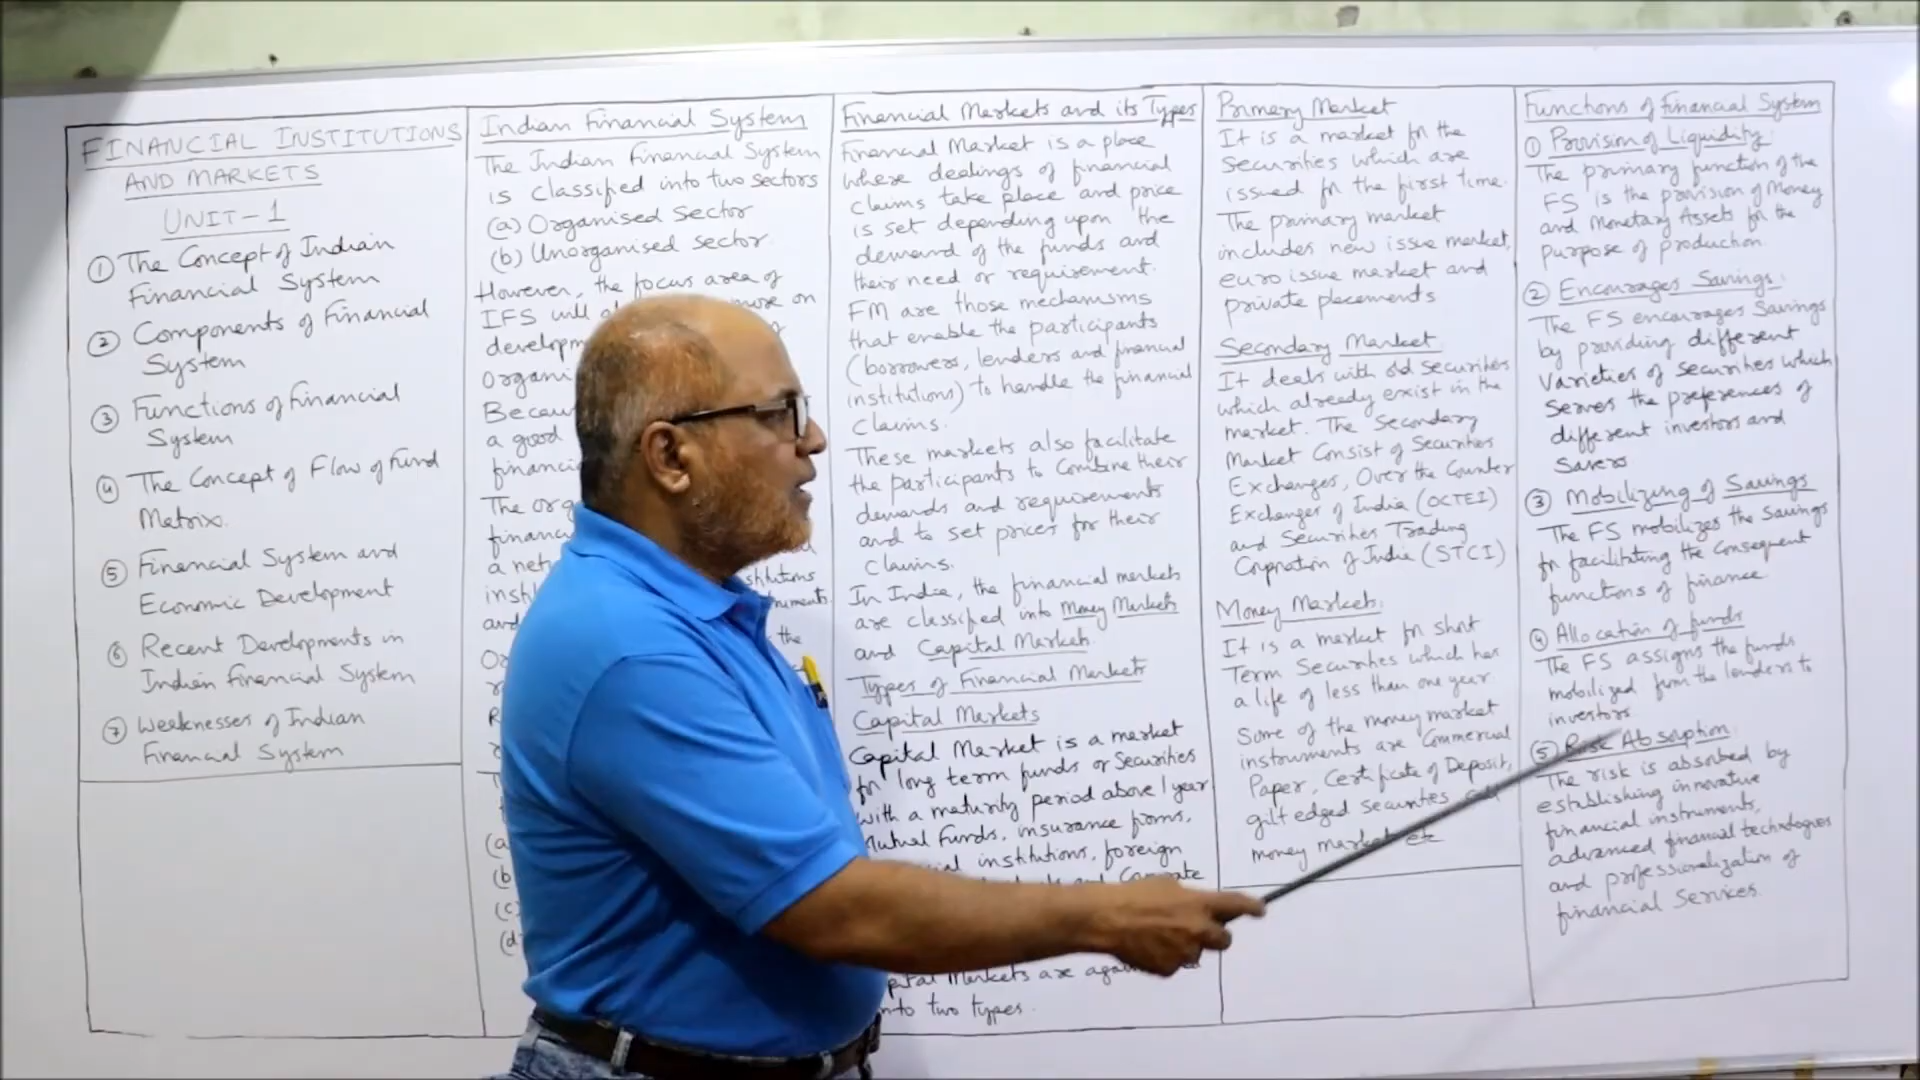 FINANCIAL INSTITUTIONS
AND MARKETS
UNIT-1
① The Concept of Indian
Financial System
② Components of Financial
System
③ Functions of Financial
System
④ The Concept of Flow of Fund
Matrix.
⑤ Financial System and
Economic Development
⑥ Recent Developments in
Indian Financial System
⑦ Weaknesses of Indian
Financial System
Indian Financial System
The Indian Financial System
is classified into two sectors
(a) Organised Sector
(b) Unorganised Sector
However, the focus area of
IFS will more on
a good
The
and
the
(a
(b
(c)
(d
Financial Markets and its Types
Financial Market is a place
where dealings of financial
claims take place and price
is set depending upon the
demand of the funds and
their need or requirement.
FM are those mechanisms
that enable the participants
(borrowers, lenders and financial
institutions) to handle the financial
claims.
These markets also facilitate
the participants to Combine their
demands and requirements
and to set prices for their
claims.
In India, the financial markets
are classified into Money Markets
and Capital Markets.
Types of Financial Markets
Capital Markets
Capital Market is a market
for long term funds or Securities
with a maturity period above 1 year
Mutual Funds, insurance firms,
institutions, foreign
and
Markets are
two types.
Primary Market
It is a market for the
Securities which are
issued for the first time.
The primary market
includes new issue market,
euro issue market and
private placements
Secondary Market
It deals with old securities
which already exist in the
market. The Secondary
Market Consist of Securities
Exchanges, Over the Counter
Exchanges of India (OCTEI)
and Securities Trading
Corporation of India (STCI)
Money Markets.
It is a market for short
Term Securities which has
a life of less than one year
Some of the money market
instruments are Commercial
Paper, Certificate of Deposit,
gilt edged securities, call
money market etc
Functions of Financial System
① Provision of Liquidity:
The primary function of the
FS is the provision of Money
and Monetary Assets for the
purpose of production.
② Encourages Savings:
The FS encourages Savings
by providing different
varieties of securities which
serves the preferences of
different investors and
Savers
③ Mobilizing of Savings
The FS mobilizes the savings
for facilitating the Consequent
functions of finance.
④ Allocation of funds
The FS assigns the funds
mobilized from the lenders to
investors
⑤ Risk Absorption
The risk is absorbed by
establishing innovative
financial instruments,
advanced financial technologies
and professionalization of
financial Services.